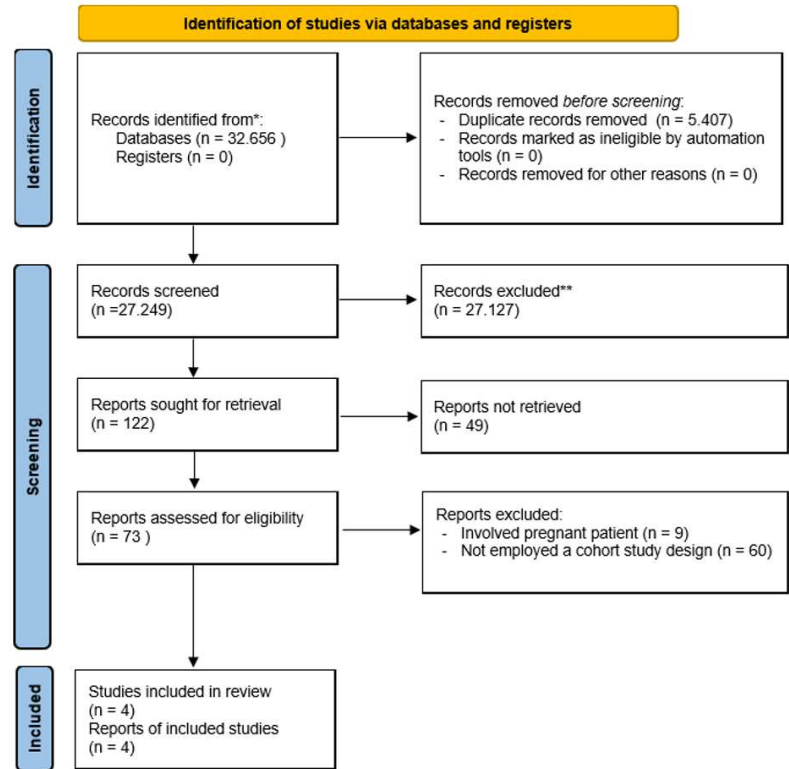 Identification of studies via databases and registers
Identification
Records identified from*:
Databases (n = 32.656 )
Registers (n = 0)
Records removed before screening:
- Duplicate records removed (n = 5.407)
- Records marked as ineligible by automation
tools (n = 0)
- Records removed for other reasons (n = 0)
Screening
Records screened
(n =27.249)
Records excluded**
(n = 27.127)
Reports sought for retrieval
(n = 122)
Reports not retrieved
(n = 49)
Reports assessed for eligibility
(n = 73 )
Reports excluded:
- Involved pregnant patient (n = 9)
- Not employed a cohort study design (n = 60)
Included
Studies included in review
(n = 4)
Reports of included studies
(n = 4)